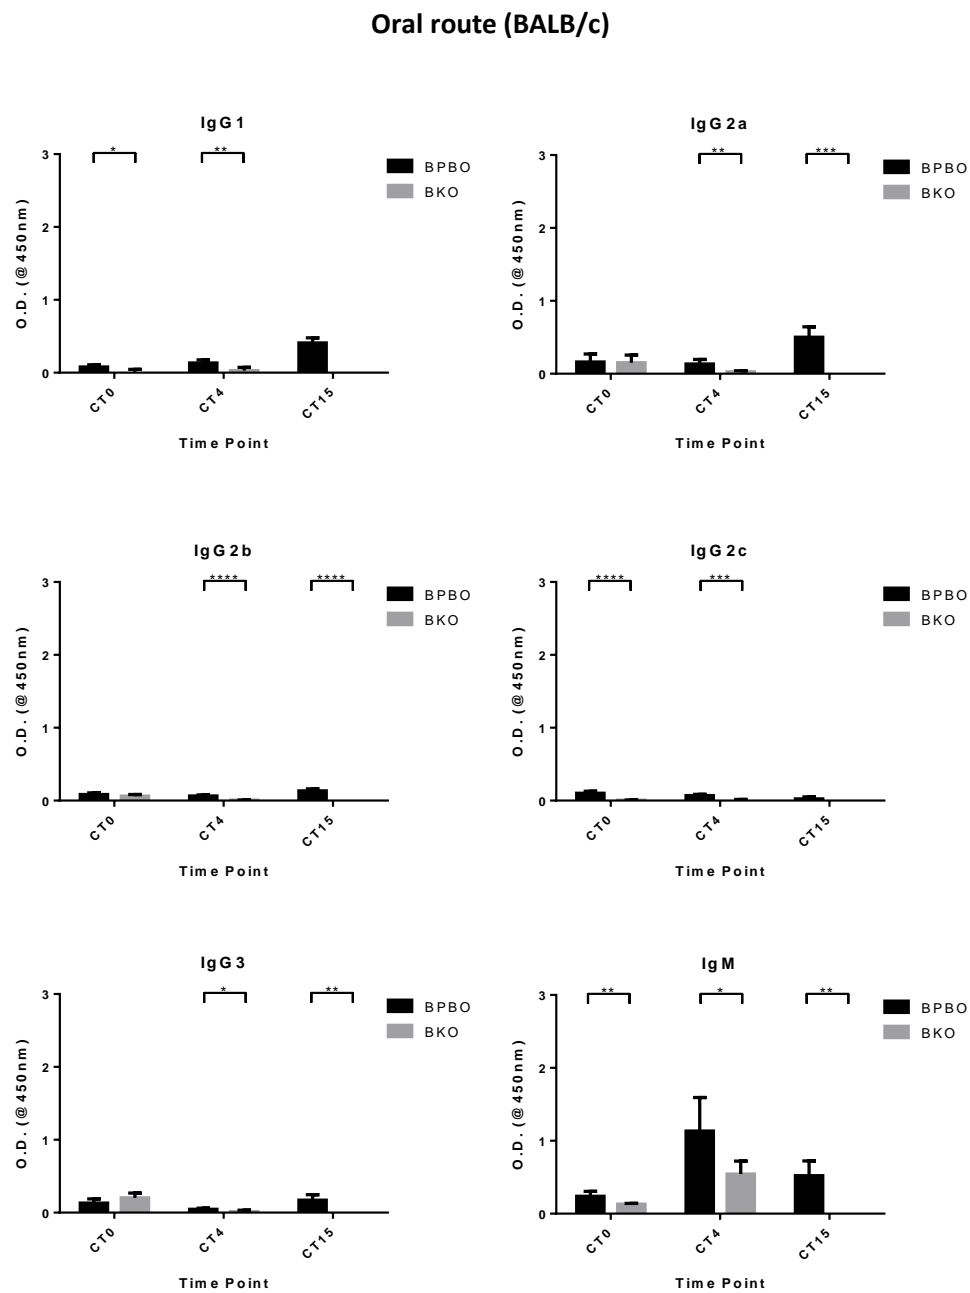 Oral route (BALB/c)
IgG1
* **
BPBO
BKO
3
2
1
0
O.D. (@450nm)
CT0 CT4 CT15
Time Point
IgG2a
** ***
BPBO
BKO
3
2
1
0
O.D. (@450nm)
CT0 CT4 CT15
Time Point
IgG2b
**** ****
BPBO
BKO
3
2
1
0
O.D. (@450nm)
CT0 CT4 CT15
Time Point
IgG2c
**** ***
BPBO
BKO
3
2
1
0
O.D. (@450nm)
CT0 CT4 CT15
Time Point
IgG3
* **
BPBO
BKO
3
2
1
0
O.D. (@450nm)
CT0 CT4 CT15
Time Point
IgM
** * **
BPBO
BKO
3
2
1
0
O.D. (@450nm)
CT0 CT4 CT15
Time Point